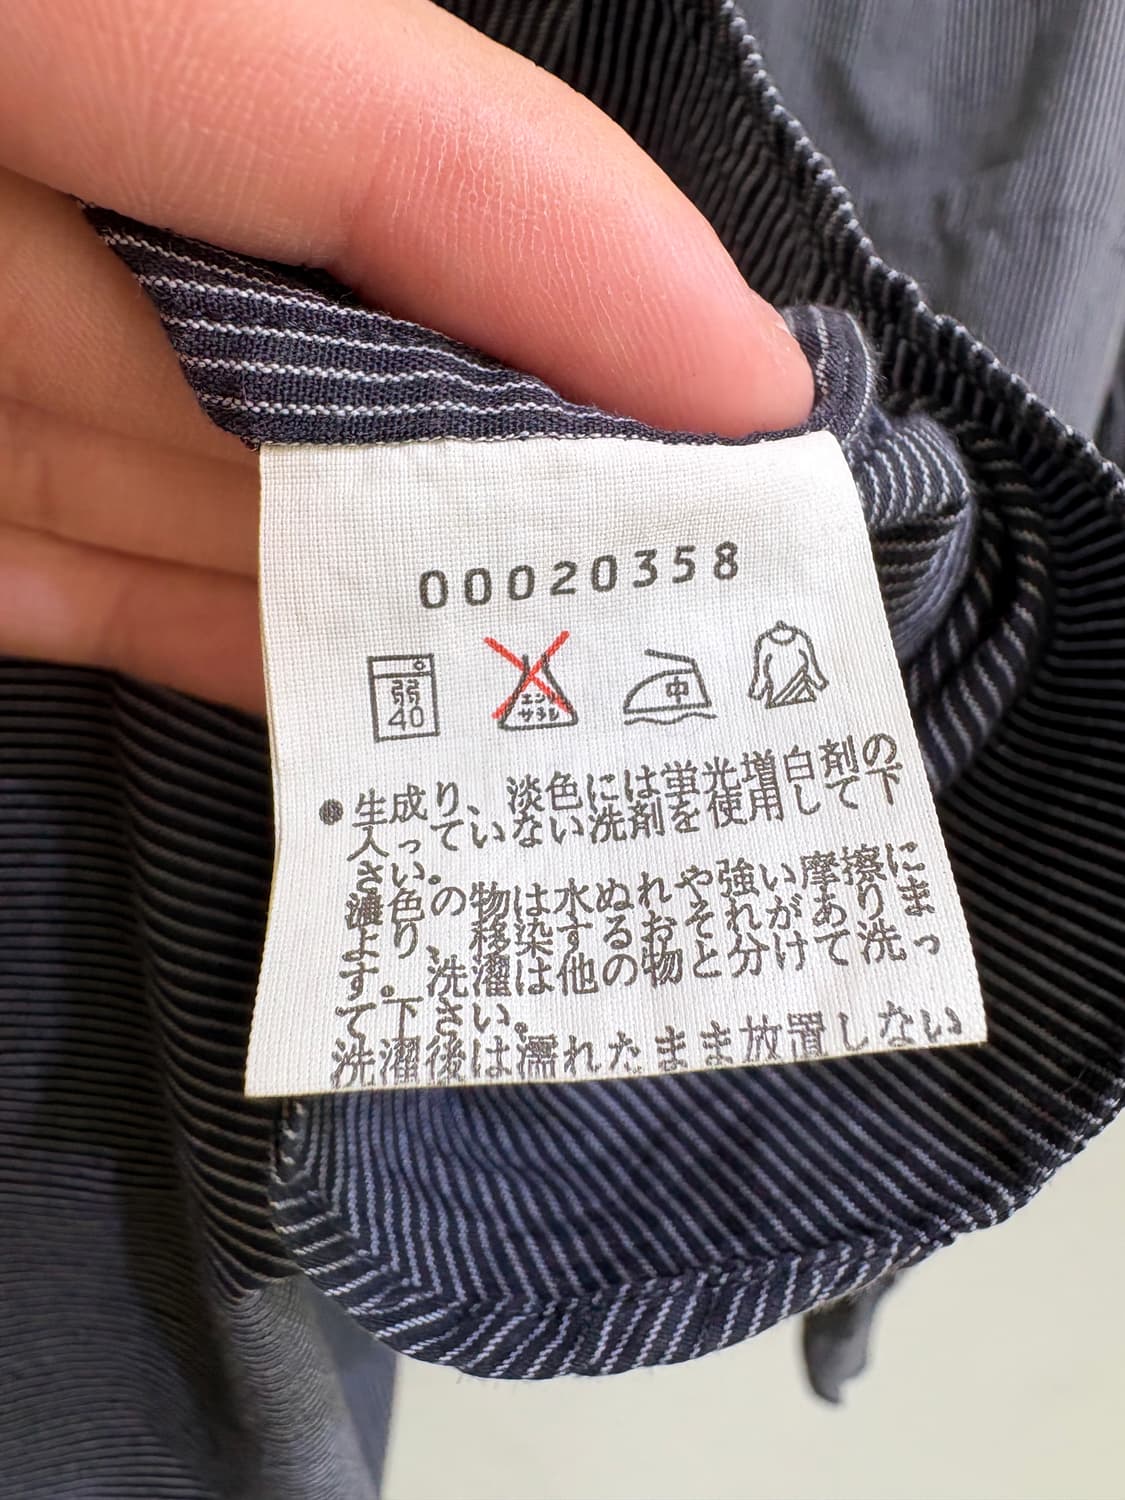 00020358
弱
40
エンソ
サラシ
中
●生成り、淡色には蛍光増白剤の
入っていない洗剤を使用して下
さい。
濃色の物は水ぬれや強い摩擦に
より、移染するおそれがありま
す。洗濯は他の物と分けて洗っ
て下さい。
洗濯後は濡れたまま放置しない